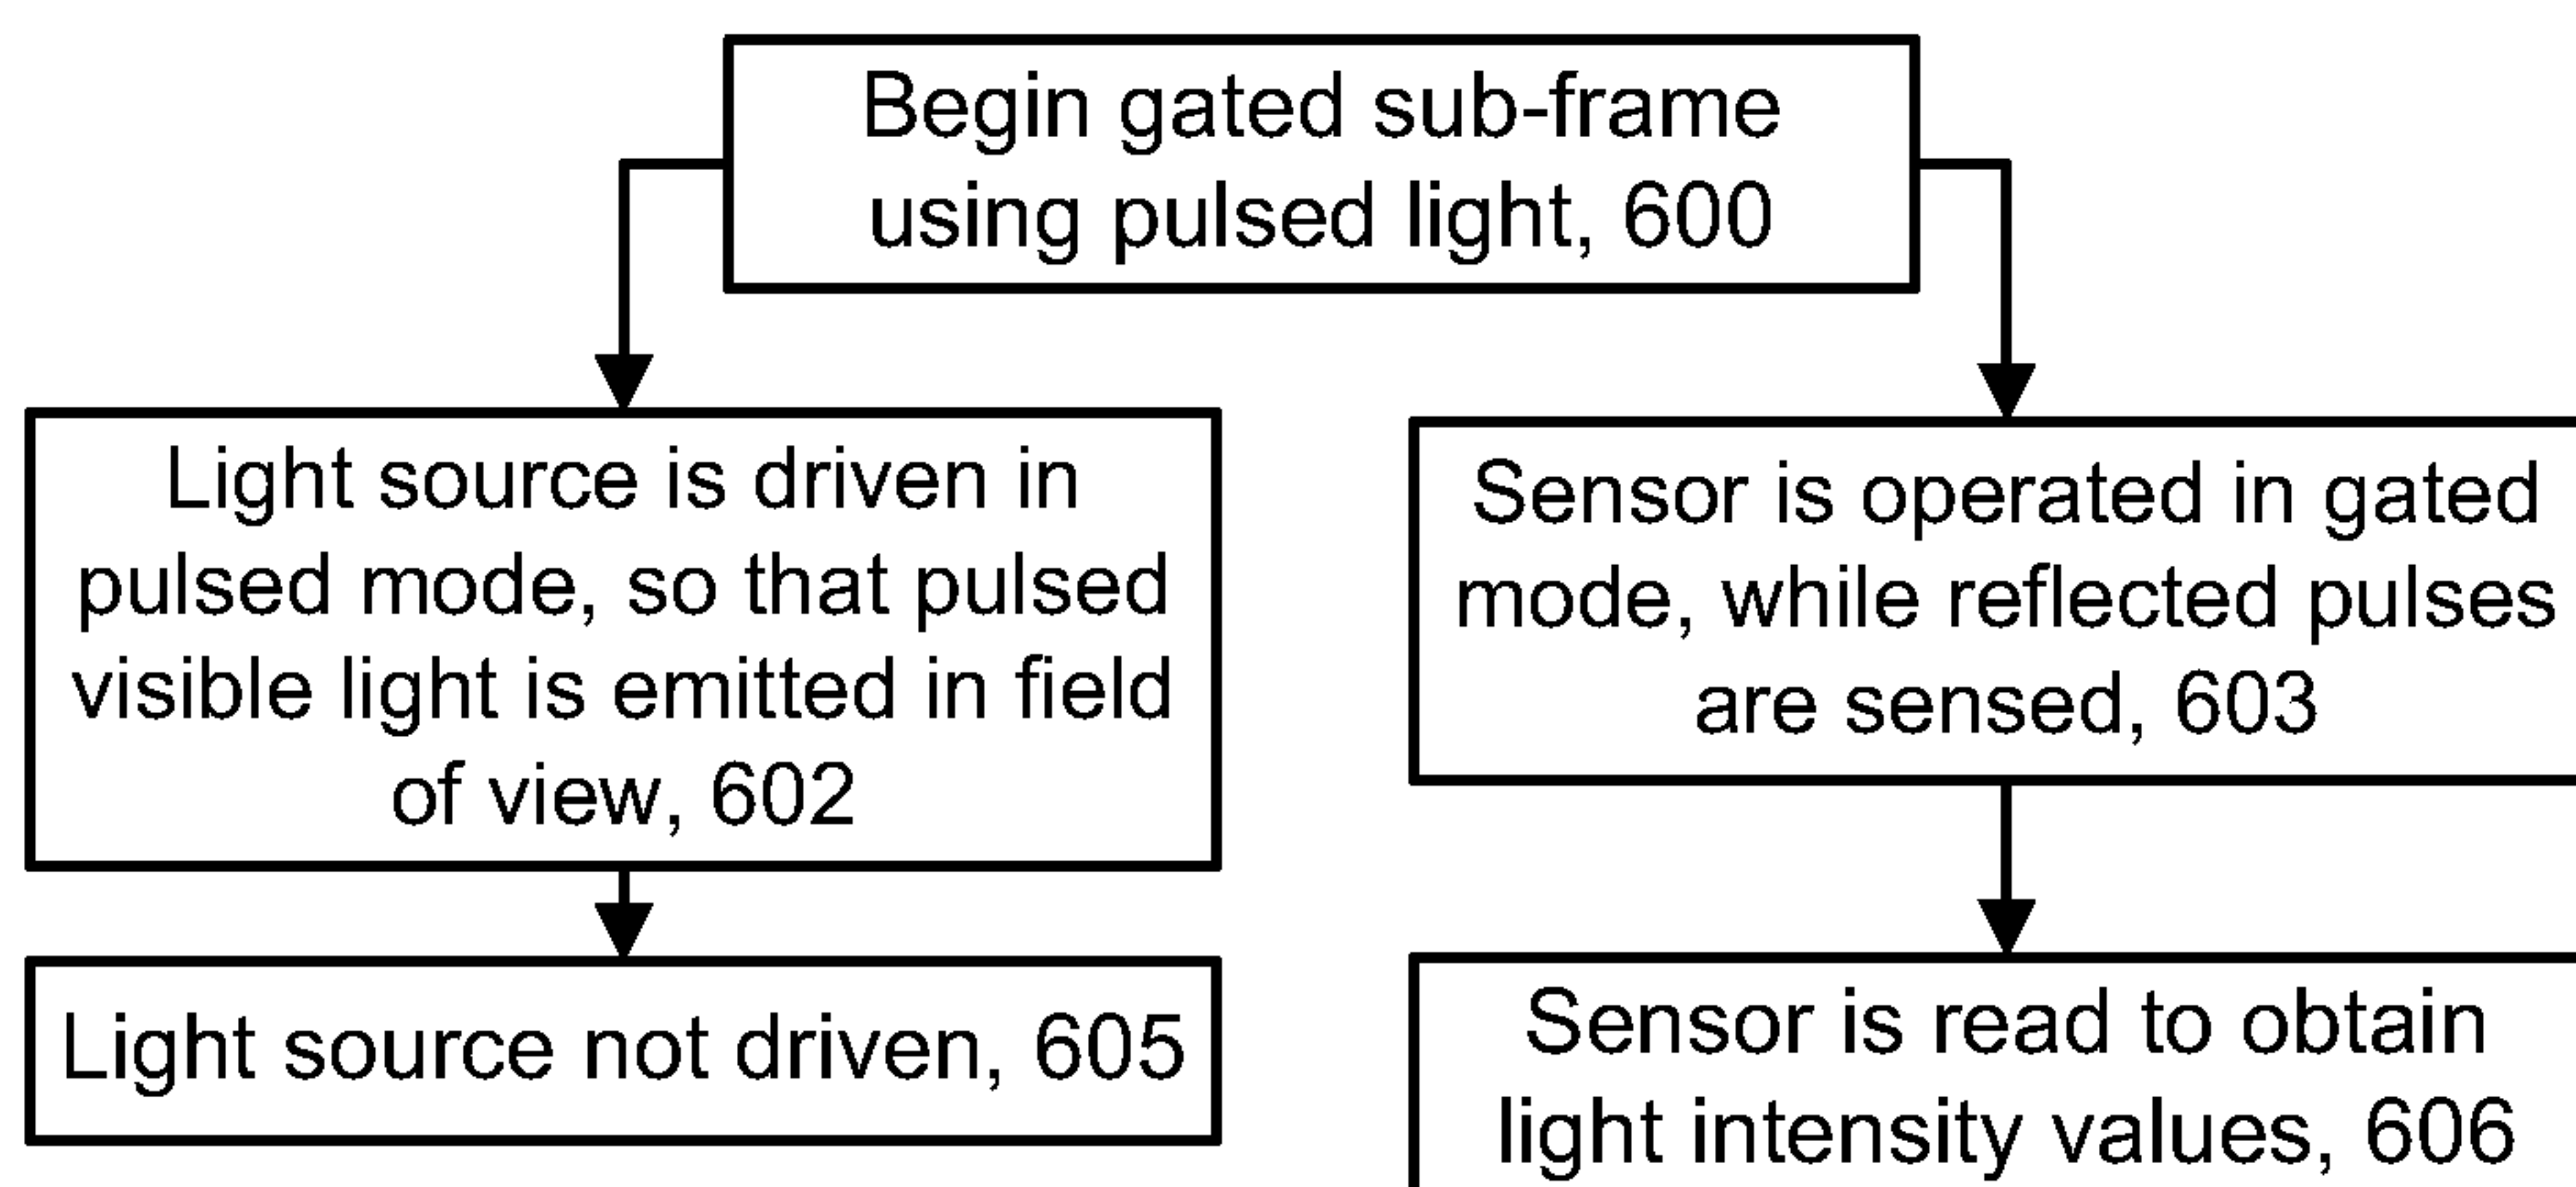 Begin gated sub-frame
using pulsed light, 600
Light source is driven in
pulsed mode, so that pulsed
visible light is emitted in field
of view, 602
Sensor is operated in gated
mode, while reflected pulses
are sensed, 603
Light source not driven, 605
Sensor is read to obtain
light intensity values, 606